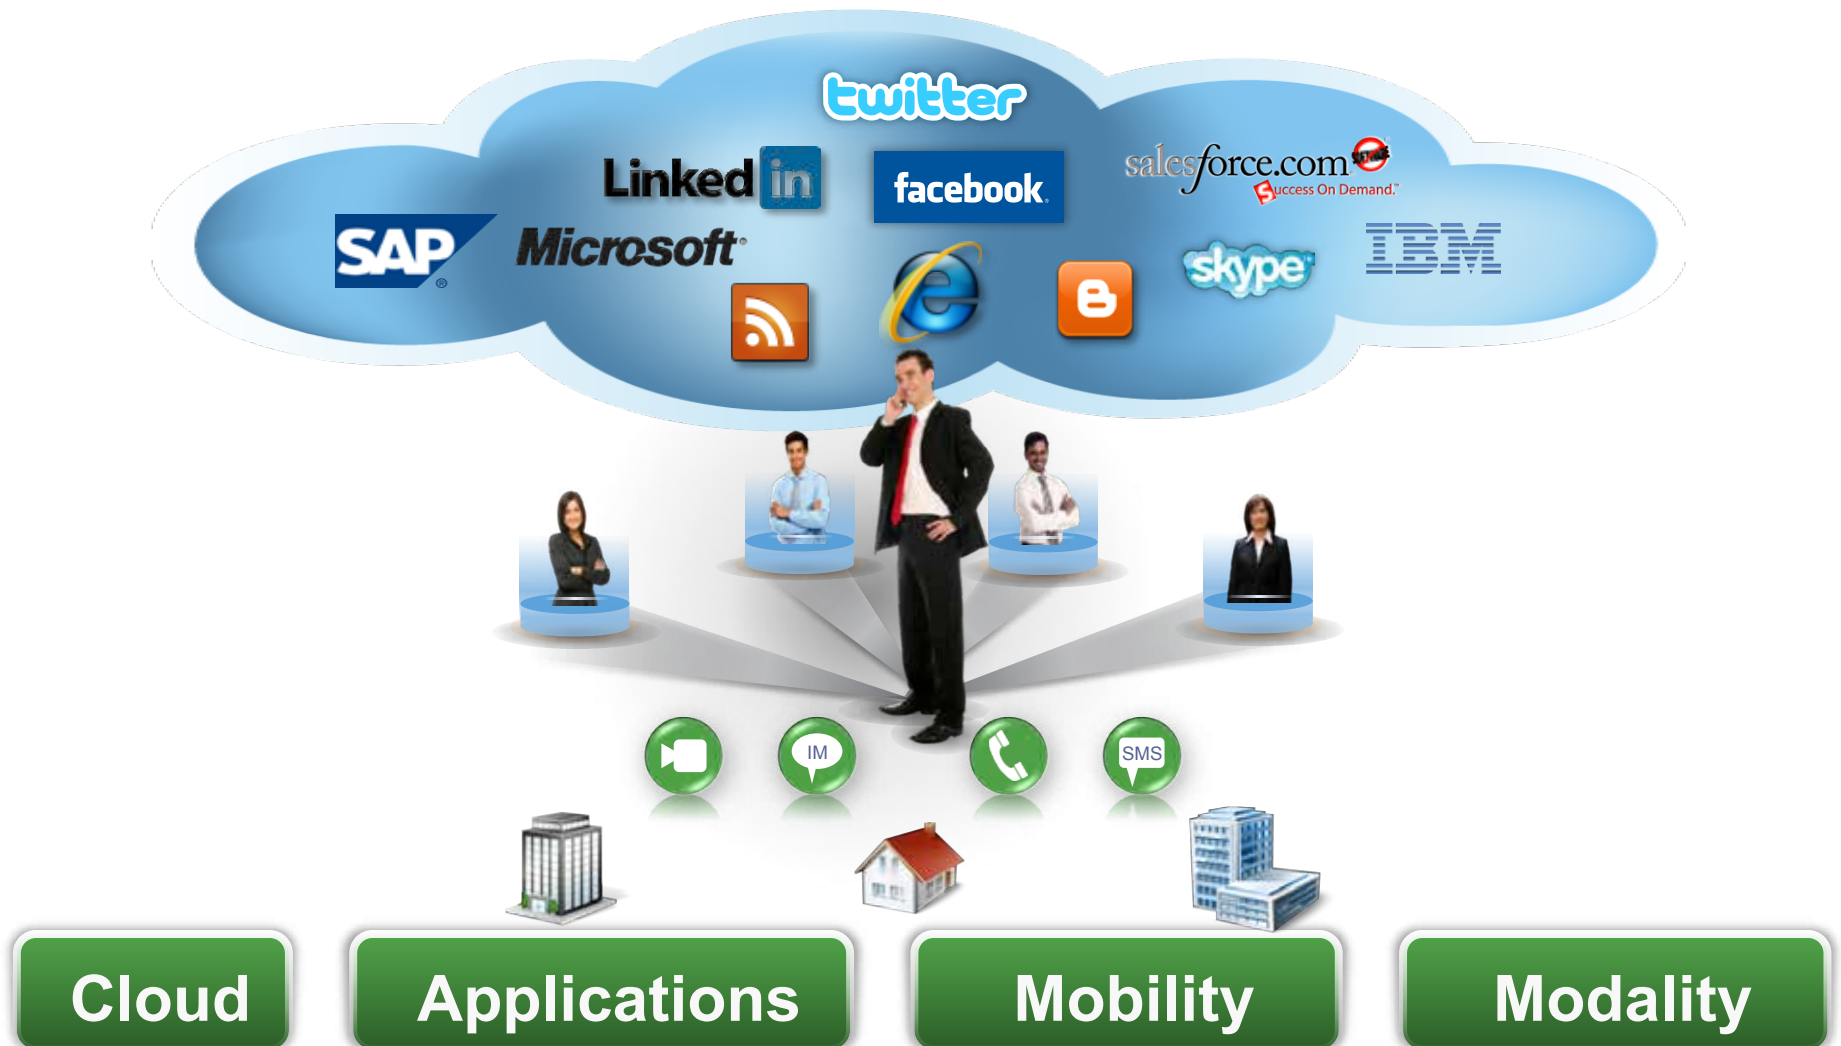 twitter
Linked in
facebook.
salesforce.com
Success On Demand.™
SAP
®
Microsoft
skype
IBM
IM
SMS
Cloud
Applications
Mobility
Modality